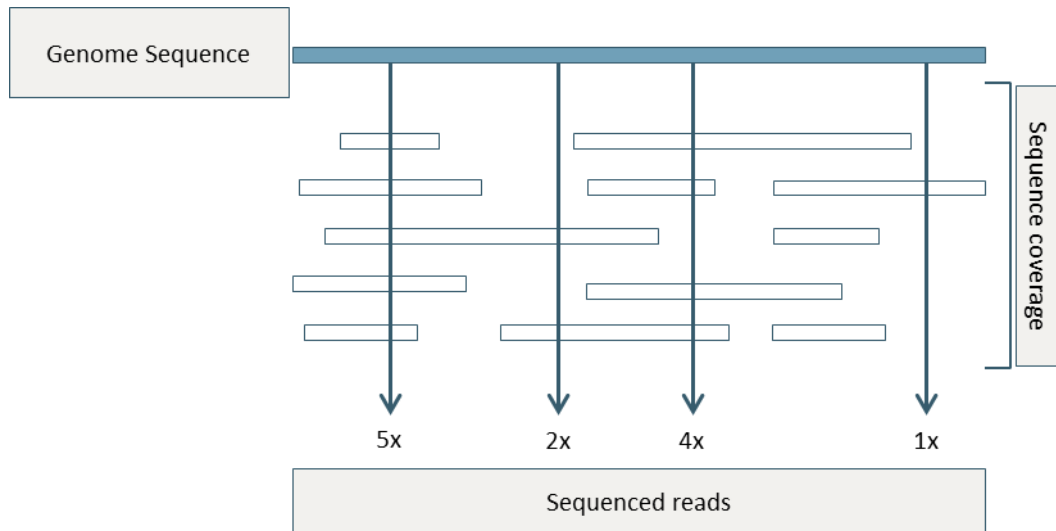 Genome Sequence
Sequence coverage
5x
2x
4x
1x
Sequenced reads